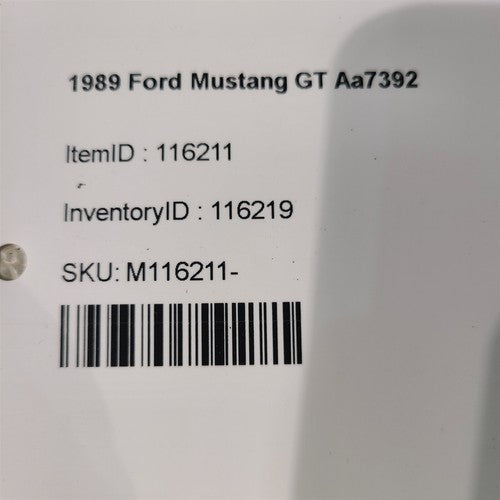 1989 Ford Mustang GT Aa7392
ItemID : 116211
InventoryID : 116219
SKU: M116211-